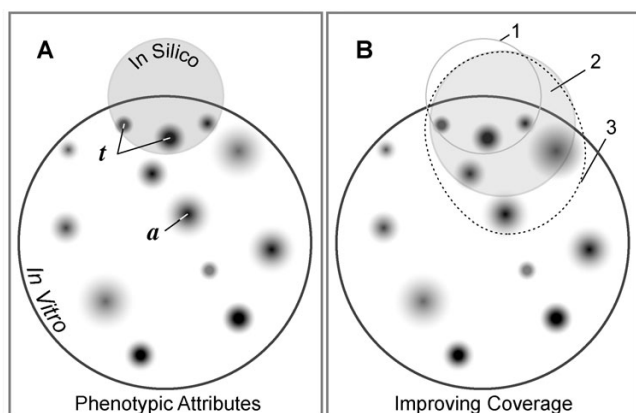 A
In Silico
t
a
In Vitro
Phenotypic Attributes
B
1
2
3
Improving Coverage